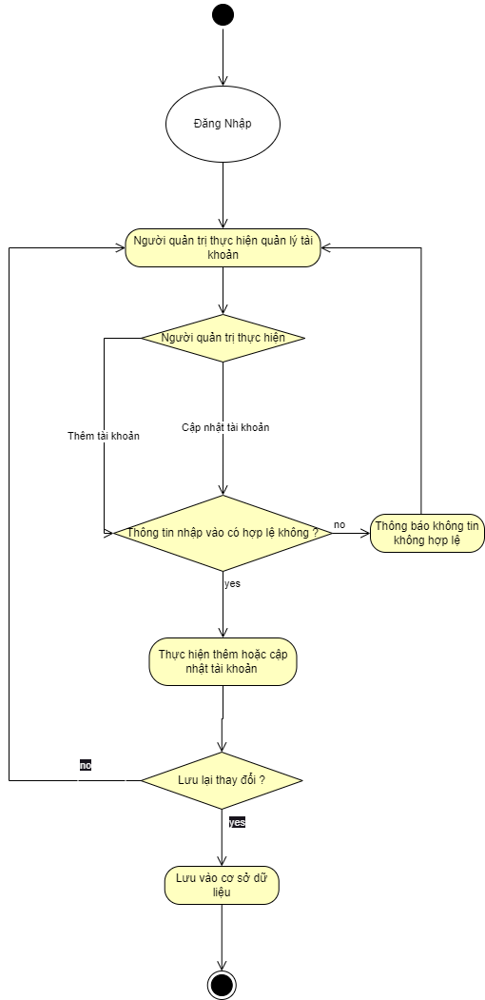 Đăng Nhập
Người quản trị thực hiện quản lý tài
khoản
Người quản trị thực hiện
Thêm tài khoản
Cập nhật tài khoản
Thông tin nhập vào có hợp lệ không ?
no
Thông báo không tin
không hợp lệ
yes
Thực hiện thêm hoặc cập
nhật tài khoản
no
Lưu lại thay đổi ?
yes
Lưu vào cơ sở dữ
liệu